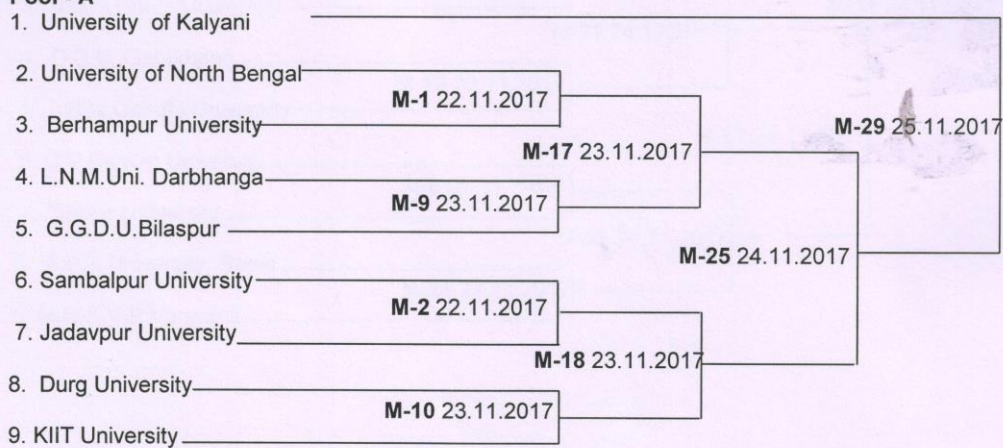 Pool - A
1. University of Kalyani
2. University of North Bengal
M-1 22.11.2017
3. Berhampur University
M-29 25.11.2017
M-17 23.11.2017
4. L.N.M.Uni. Darbhanga
M-9 23.11.2017
5. G.G.D.U.Bilaspur
M-25 24.11.2017
6. Sambalpur University
M-2 22.11.2017
7. Jadavpur University
M-18 23.11.2017
8. Durg University
M-10 23.11.2017
9. KIIT University